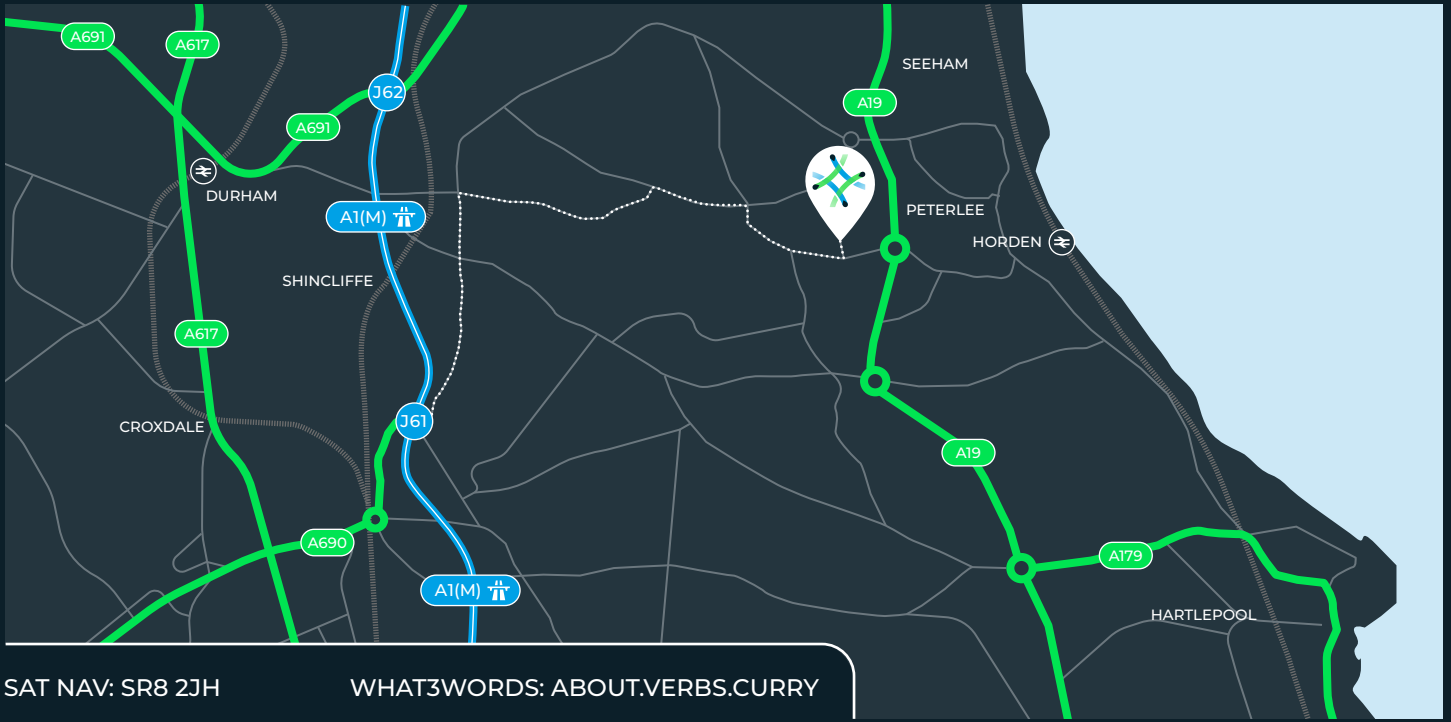 A691
A617
SEEHAM
J62
A19
A691
DURHAM
PETERLEE
A1(M)
HORDEN
SHINCLIFFE
A617
J61
CROXDALE
A19
A690
A179
A1(M)
HARTLEPOOL
SAT NAV: SR8 2JH
WHAT3WORDS: ABOUT.VERBS.CURRY